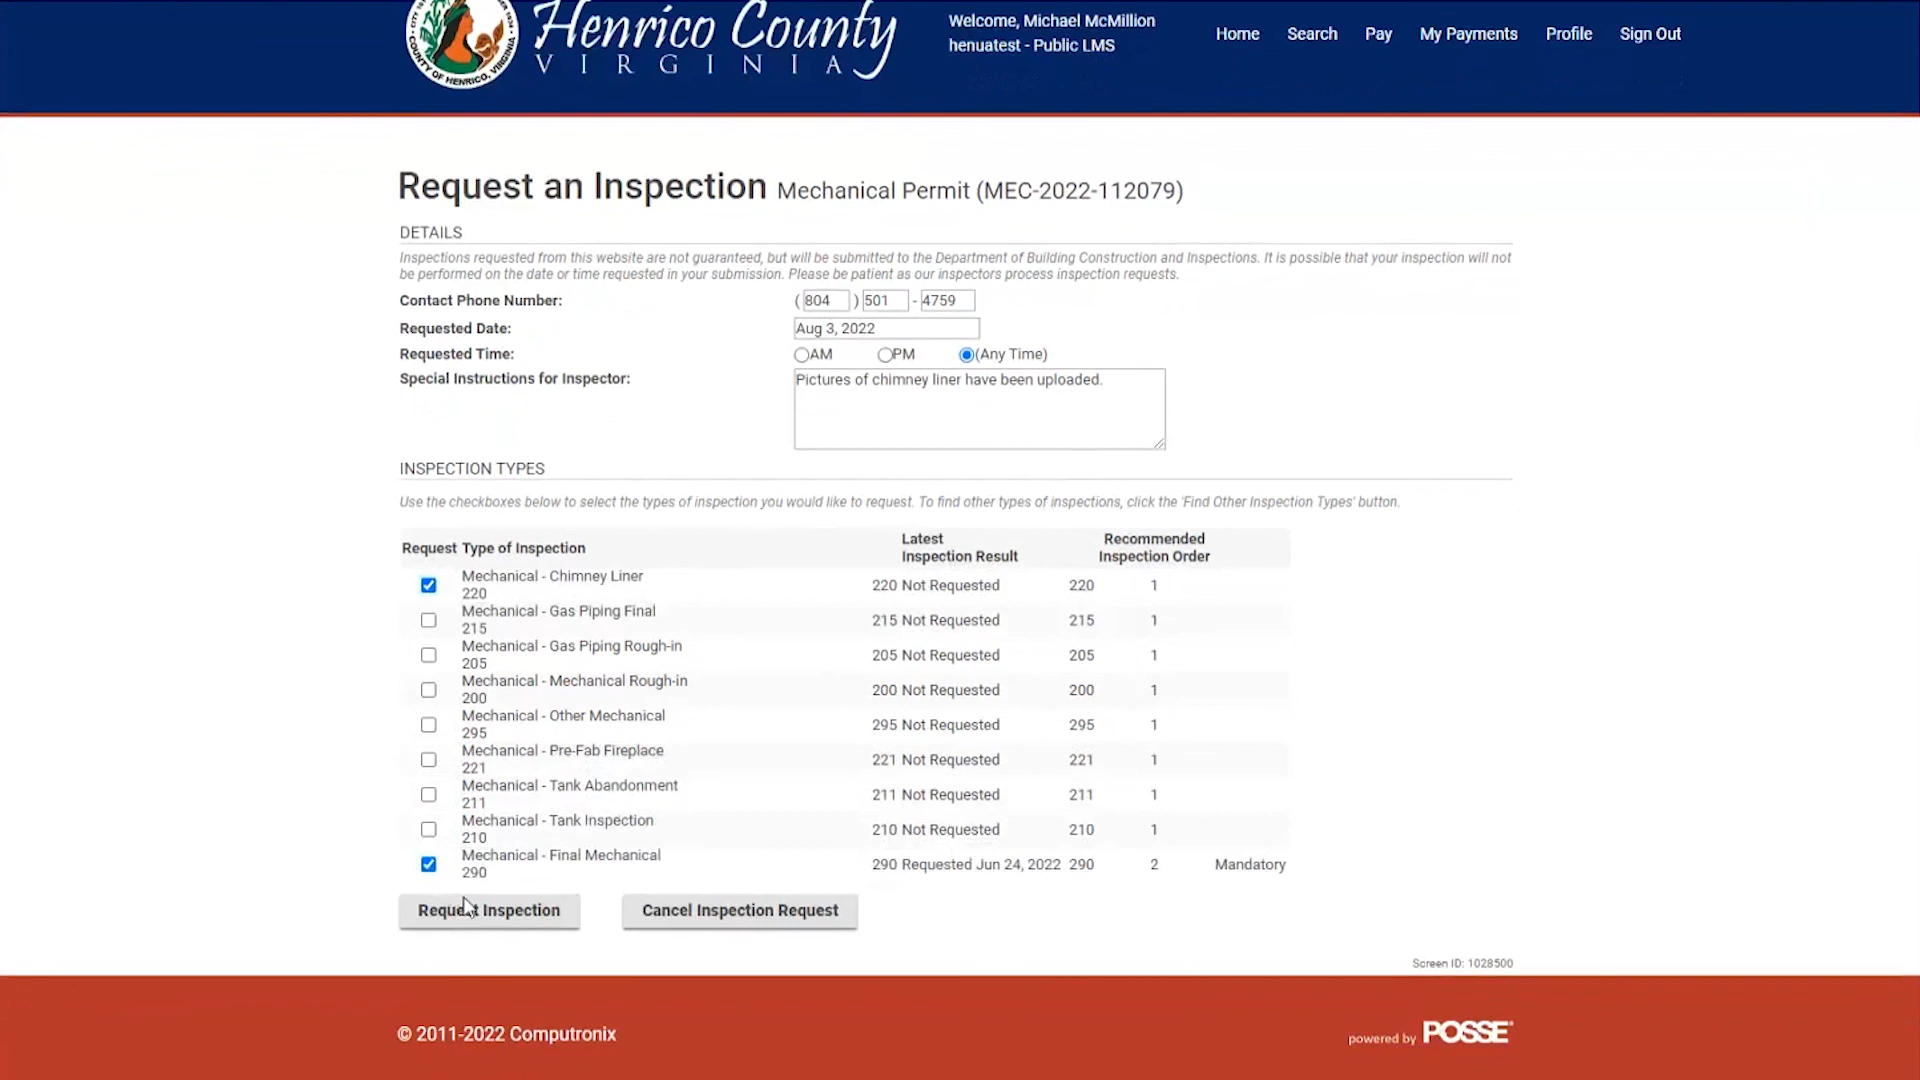 Henrico County
VIRGINIA
COUNTY OF HENRICO, VIRGINIA
Welcome, Michael McMillion
henuatest - Public LMS
Home Search Pay My Payments Profile Sign Out
Request an Inspection Mechanical Permit (MEC-2022-112079)
DETAILS
Inspections requested from this website are not guaranteed, but will be submitted to the Department of Building Construction and Inspections. It is possible that your inspection will not
be performed on the date or time requested in your submission. Please be patient as our inspectors process inspection requests.
Contact Phone Number: ( 804 ) 501 - 4759
Requested Date: Aug 3, 2022
Requested Time: AM PM (Any Time)
Special Instructions for Inspector: Pictures of chimney liner have been uploaded.
INSPECTION TYPES
Use the checkboxes below to select the types of inspection you would like to request. To find other types of inspections, click the 'Find Other Inspection Types' button.
Request Type of Inspection Latest Inspection Result Recommended Inspection Order
Mechanical - Chimney Liner
220 220 Not Requested 220 1
Mechanical - Gas Piping Final
215 215 Not Requested 215 1
Mechanical - Gas Piping Rough-in
205 205 Not Requested 205 1
Mechanical - Mechanical Rough-in
200 200 Not Requested 200 1
Mechanical - Other Mechanical
295 295 Not Requested 295 1
Mechanical - Pre-Fab Fireplace
221 221 Not Requested 221 1
Mechanical - Tank Abandonment
211 211 Not Requested 211 1
Mechanical - Tank Inspection
210 210 Not Requested 210 1
Mechanical - Final Mechanical
290 290 Requested Jun 24, 2022 290 2 Mandatory
Request Inspection Cancel Inspection Request
Screen ID: 1028500
© 2011-2022 Computronix
powered by POSSE